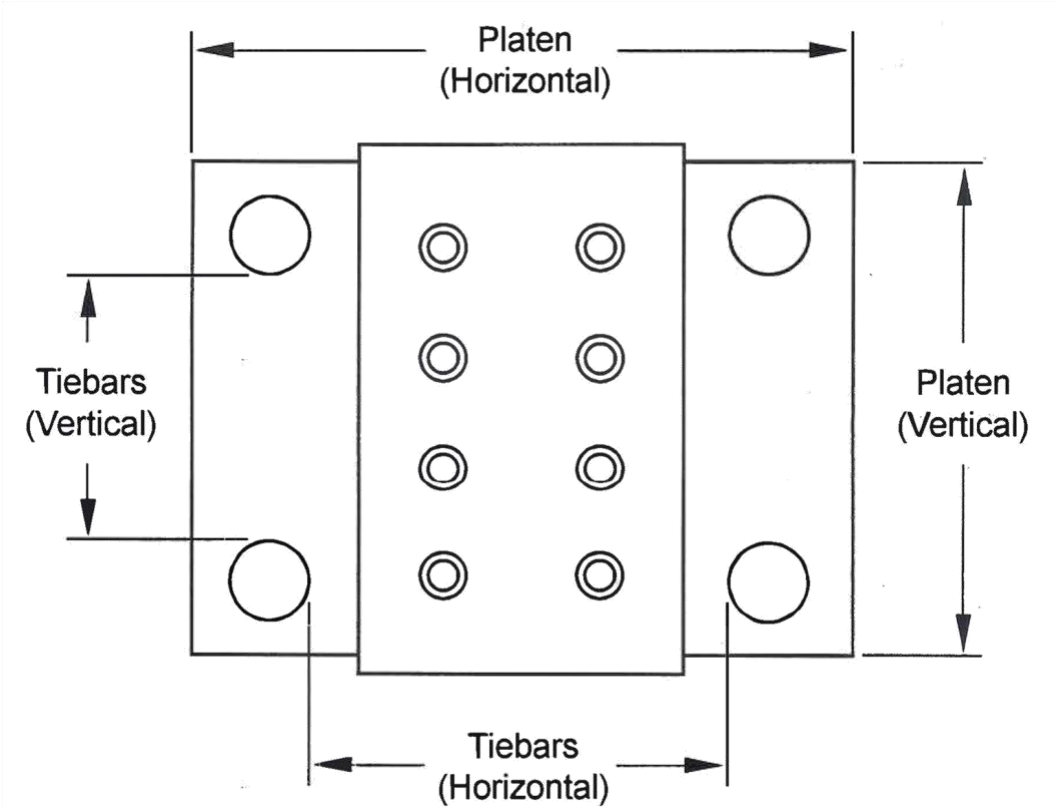 Platen
(Horizontal)
Tiebars
(Vertical)
Platen
(Vertical)
Tiebars
(Horizontal)